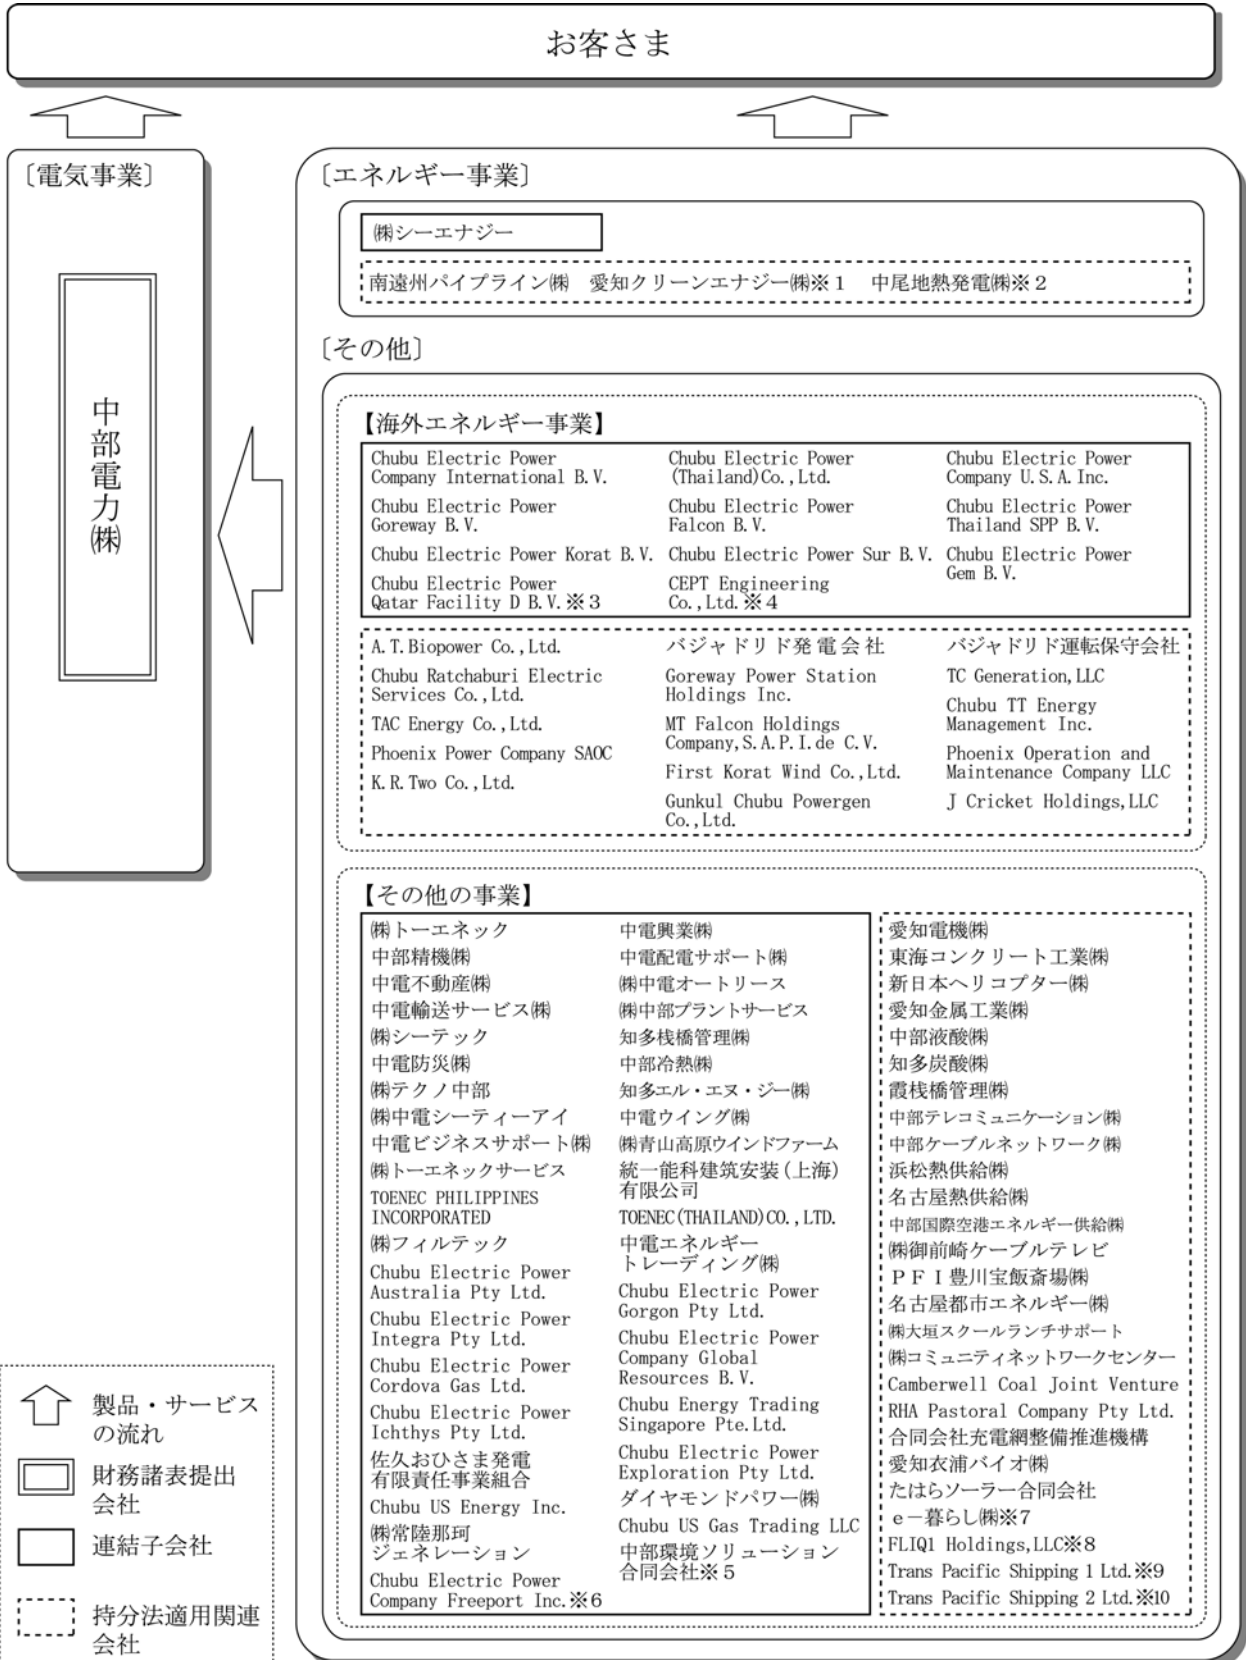 お客さま
〔電気事業〕
中部電力㈱
〔エネルギー事業〕
㈱シーエナジー
南遠州パイプライン㈱　愛知クリーンエナジー㈱※1　中尾地熱発電㈱※2
〔その他〕
【海外エネルギー事業】
Chubu Electric Power
Company International B.V.
Chubu Electric Power
Goreway B.V.
Chubu Electric Power Korat B.V.
Chubu Electric Power
Qatar Facility D B.V.※3
Chubu Electric Power
(Thailand)Co.,Ltd.
Chubu Electric Power
Falcon B.V.
Chubu Electric Power Sur B.V.
CEPT Engineering
Co.,Ltd.※4
Chubu Electric Power
Company U.S.A.Inc.
Chubu Electric Power
Thailand SPP B.V.
Chubu Electric Power
Gem B.V.
A.T.Biopower Co.,Ltd.
Chubu Ratchaburi Electric
Services Co.,Ltd.
TAC Energy Co.,Ltd.
Phoenix Power Company SAOC
K.R.Two Co.,Ltd.
バジャドリド発電会社
Goreway Power Station
Holdings Inc.
MT Falcon Holdings
Company,S.A.P.I.de C.V.
First Korat Wind Co.,Ltd.
Gunkul Chubu Powergen
Co.,Ltd.
バジャドリド運転保守会社
TC Generation,LLC
Chubu TT Energy
Management Inc.
Phoenix Operation and
Maintenance Company LLC
J Cricket Holdings,LLC
【その他の事業】
㈱トーエネック
中部精機㈱
中電不動産㈱
中電輸送サービス㈱
㈱シーテック
中電防災㈱
㈱テクノ中部
㈱中電シーティーアイ
中電ビジネスサポート㈱
㈱トーエネックサービス
TOENEC PHILIPPINES
INCORPORATED
㈱フィルテック
Chubu Electric Power
Australia Pty Ltd.
Chubu Electric Power
Integra Pty Ltd.
Chubu Electric Power
Cordova Gas Ltd.
Chubu Electric Power
Ichthys Pty Ltd.
佐久おひさま発電
有限責任事業組合
Chubu US Energy Inc.
㈱常陸那珂
ジェネレーション
Chubu Electric Power
Company Freeport Inc.※6
中電興業㈱
中電配電サポート㈱
㈱中電オートリース
㈱中部プラントサービス
知多桟橋管理㈱
中部冷熱㈱
知多エル・エヌ・ジー㈱
中電ウイング㈱
㈱青山高原ウインドファーム
統一能科建筑安装(上海)
有限公司
TOENEC(THAILAND)CO.,LTD.
中電エネルギー
トレーディング㈱
Chubu Electric Power
Gorgon Pty Ltd.
Chubu Electric Power
Company Global
Resources B.V.
Chubu Energy Trading
Singapore Pte.Ltd.
Chubu Electric Power
Exploration Pty Ltd.
ダイヤモンドパワー㈱
Chubu US Gas Trading LLC
中部環境ソリューション
合同会社※5
愛知電機㈱
東海コンクリート工業㈱
新日本ヘリコプター㈱
愛知金属工業㈱
中部液酸㈱
知多炭酸㈱
霞桟橋管理㈱
中部テレコミュニケーション㈱
中部ケーブルネットワーク㈱
浜松熱供給㈱
名古屋熱供給㈱
中部国際空港エネルギー供給㈱
㈱御前崎ケーブルテレビ
ＰＦＩ豊川宝飯斎場㈱
名古屋都市エネルギー㈱
㈱大垣スクールランチサポート
㈱コミュニティネットワークセンター
Camberwell Coal Joint Venture
RHA Pastoral Company Pty Ltd.
合同会社充電網整備推進機構
愛知衣浦バイオ㈱
たはらソーラー合同会社
e－暮らし㈱※7
FLIQ1 Holdings,LLC※8
Trans Pacific Shipping 1 Ltd.※9
Trans Pacific Shipping 2 Ltd.※10
製品・サービス
の流れ
財務諸表提出
会社
連結子会社
持分法適用関連
会社